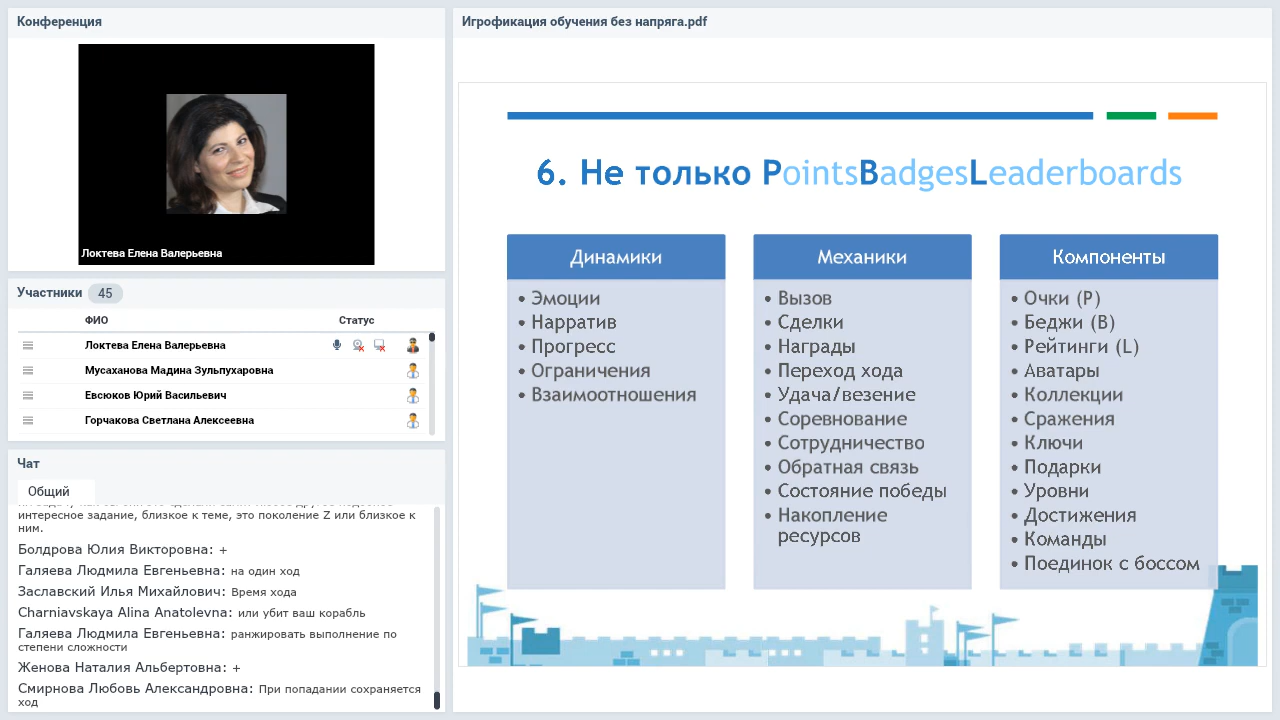 Конференция
Локтева Елена Валерьевна
Участники 45
ФИО Статус
Локтева Елена Валерьевна
Мусаханова Мадина Зульпухаровна
Евсюков Юрий Васильевич
Горчакова Светлана Алексеевна
Чат
Общий
интересное задание, близкое к теме, это поколение Z или близкое к
ним.
Болдрова Юлия Викторовна: +
Галяева Людмила Евгеньевна: на один ход
Заславский Илья Михайлович: Время хода
Charniavskaya Alina Anatolevna: или убит ваш корабль
Галяева Людмила Евгеньевна: ранжировать выполнение по
степени сложности
Женова Наталия Альбертовна: +
Смирнова Любовь Александровна: При попадании сохраняется
ход
Игрофикация обучения без напряга.pdf
6. Не только PointsBadgesLeaderboards
Динамики
• Эмоции
• Нарратив
• Прогресс
• Ограничения
• Взаимоотношения
Механики
• Вызов
• Сделки
• Награды
• Переход хода
• Удача/везение
• Соревнование
• Сотрудничество
• Обратная связь
• Состояние победы
• Накопление
ресурсов
Компоненты
• Очки (P)
• Беджи (B)
• Рейтинги (L)
• Аватары
• Коллекции
• Сражения
• Ключи
• Подарки
• Уровни
• Достижения
• Команды
• Поединок с боссом